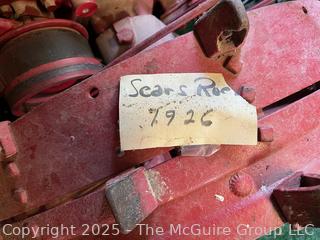 Sears Roe
1926
Copyright 2025 - The McGuire Group LLC